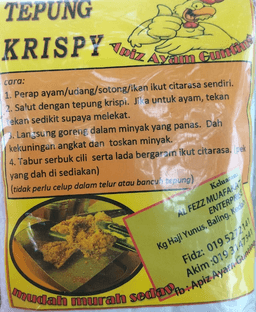 TEPUNG
KRISPY
Apiz Ayam Gunting
cara:
1. Perap ayam/udang/sotong/ikan ikut citarasa sendiri.
2. Salut dengan tepung krispi. Jika untuk ayam, tekan
tekan sedikit supaya melekat.
Langsung goreng dalam minyak yang panas. Dah
kekuningan angkat dan toskan minyak.
4. Tabur serbuk cili serta lada bergaram ikut citarasa.
yang dah di sediakan)
(tidak perlu celup dalam telur atau bancuh tepung)
AL FEZZ MUAFAKAT
ENTERPRISE
Kg Haji Yunus, Baling,
Fidz: 019 52
Akim :019
fb: Apiz Ayam Gunting
mudah murah sedap